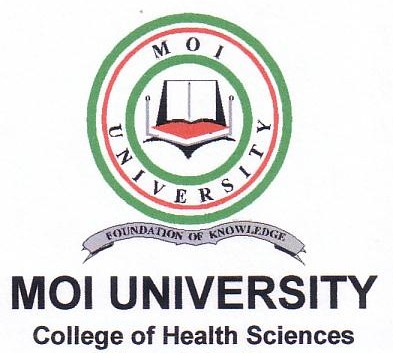 MOI
UNIVERSITY
FOUNDATION OF KNOWLEDGE
MOI UNIVERSITY
College of Health Sciences